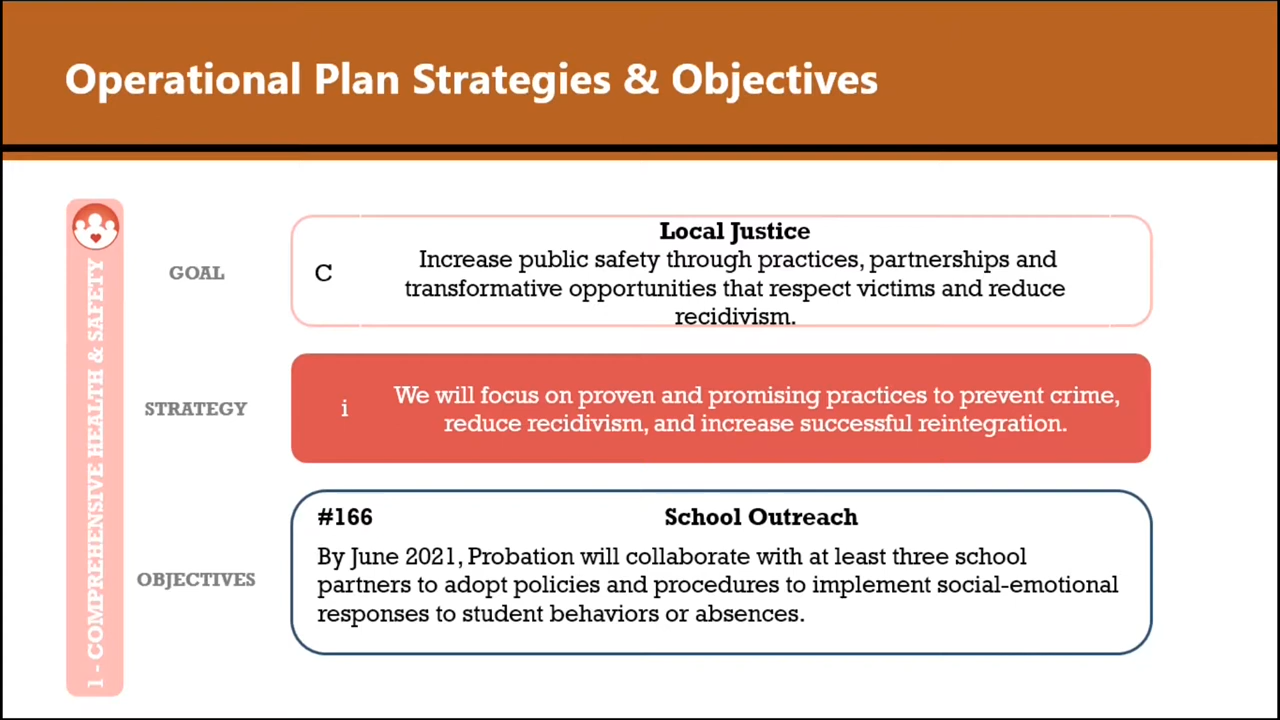 Operational Plan Strategies & Objectives
1 - COMPREHENSIVE HEALTH & SAFETY
GOAL
C
Local Justice
Increase public safety through practices, partnerships and
transformative opportunities that respect victims and reduce
recidivism.
STRATEGY
i
We will focus on proven and promising practices to prevent crime,
reduce recidivism, and increase successful reintegration.
OBJECTIVES
#166 School Outreach
By June 2021, Probation will collaborate with at least three school
partners to adopt policies and procedures to implement social-emotional
responses to student behaviors or absences.